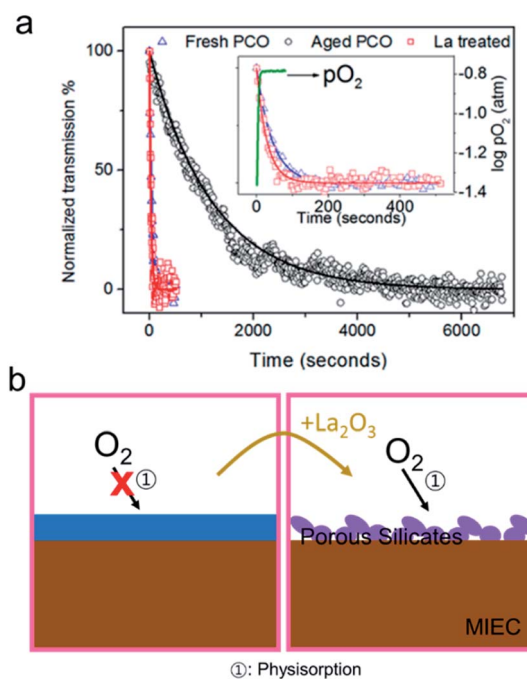 a
Fresh PCO Aged PCO La treated
100
50
0
Normalized transmission %
0 2000 4000 6000
Time (seconds)
pO₂
-0.8
-1.0
-1.2
-1.4
log pO₂ (atm)
0 200 400
Time (seconds)
b
+La₂O₃
O₂ O₂
X ① ①
Porous Silicates
MIEC
①: Physisorption